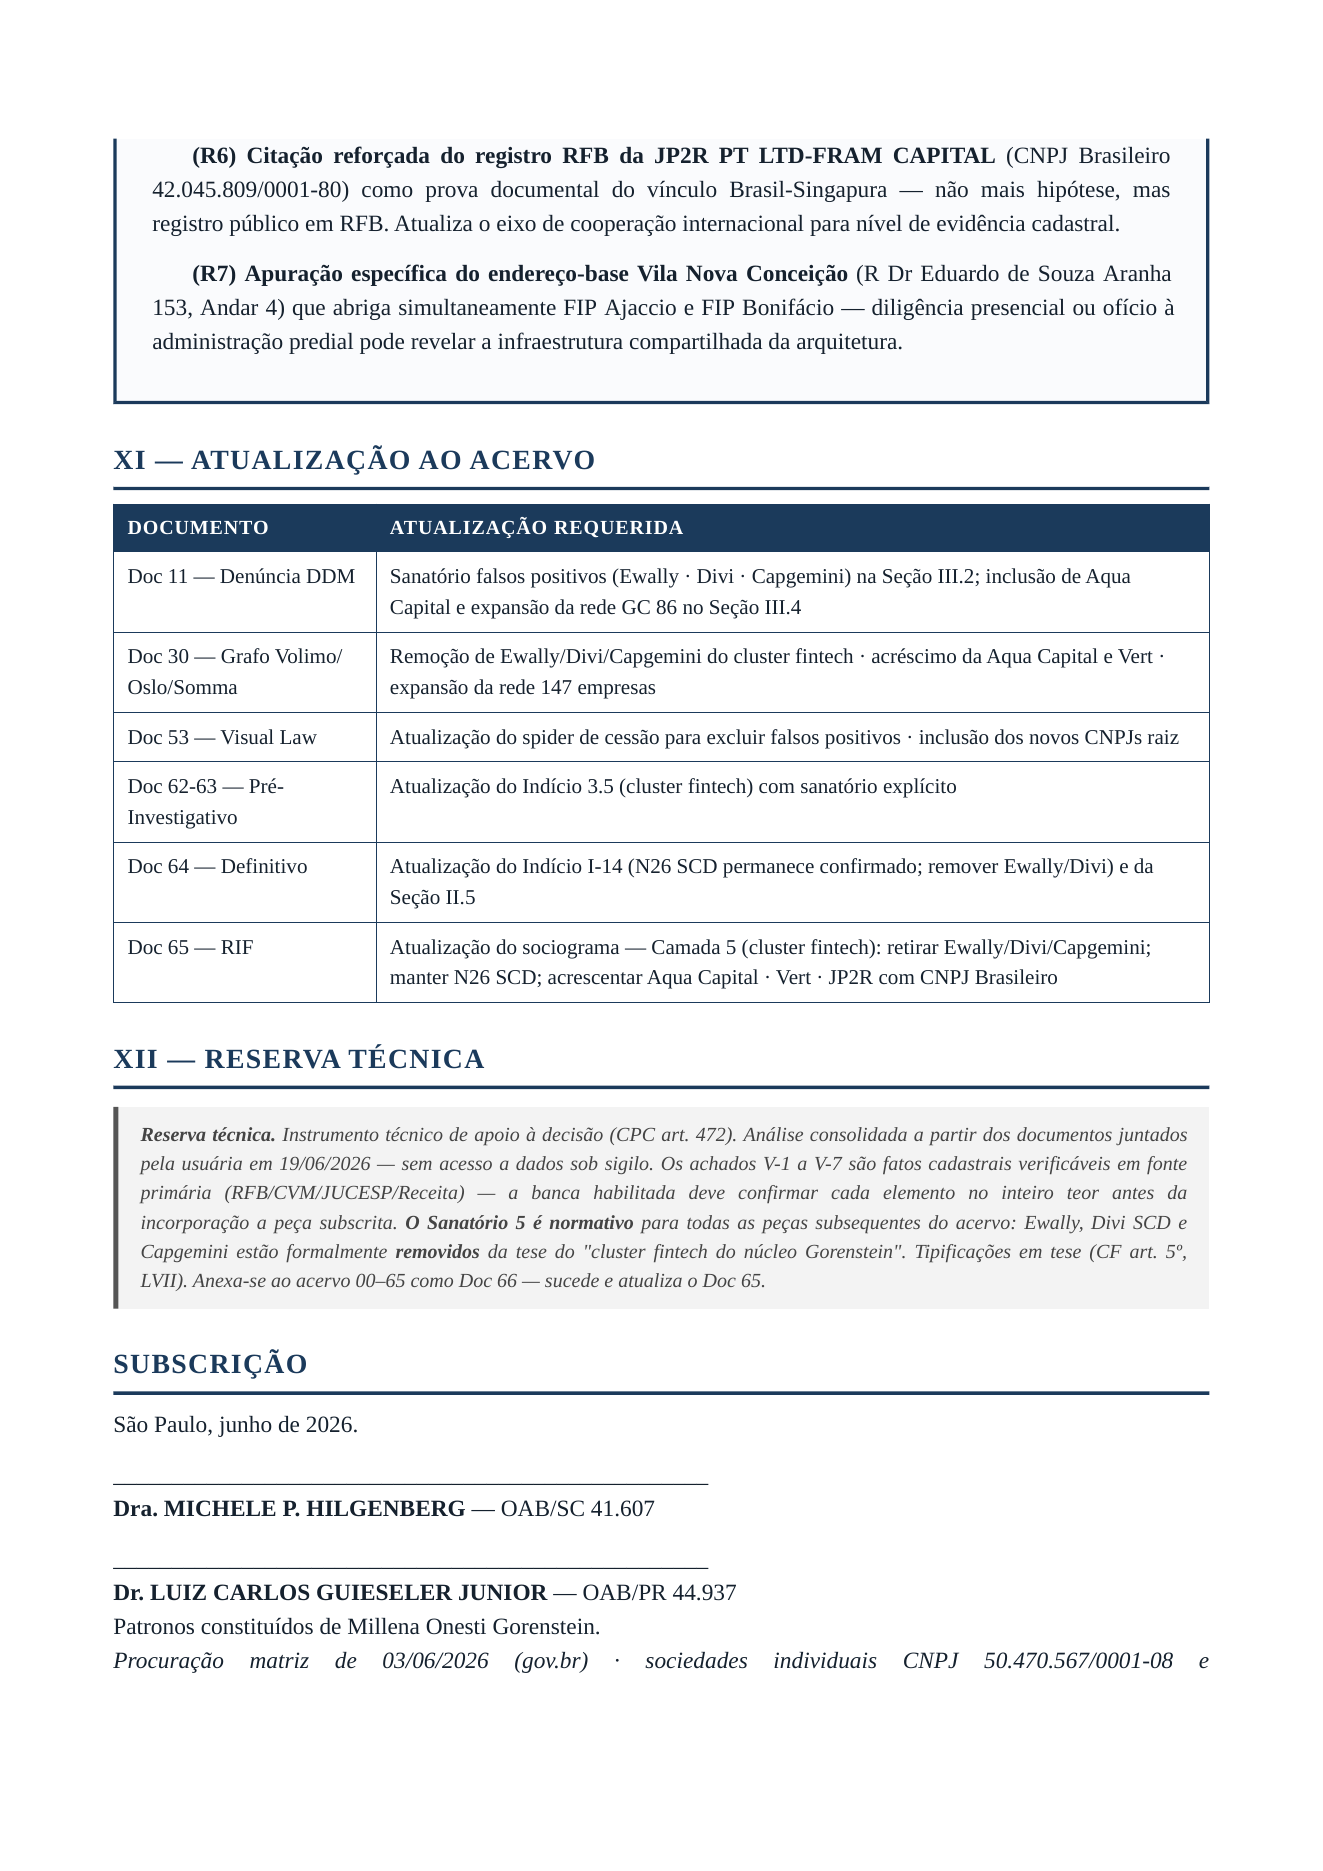 (R6) Citação reforçada do registro RFB da JP2R PT LTD-FRAM CAPITAL (CNPJ Brasileiro
42.045.809/0001-80) como prova documental do vínculo Brasil-Singapura — não mais hipótese, mas
registro público em RFB. Atualiza o eixo de cooperação internacional para nível de evidência cadastral.
(R7) Apuração específica do endereço-base Vila Nova Conceição (R Dr Eduardo de Souza Aranha
153, Andar 4) que abriga simultaneamente FIP Ajaccio e FIP Bonifácio — diligência presencial ou ofício à
administração predial pode revelar a infraestrutura compartilhada da arquitetura.
XI — ATUALIZAÇÃO AO ACERVO
DOCUMENTO
ATUALIZAÇÃO REQUERIDA
Doc 11 — Denúncia DDM
Sanatório falsos positivos (Ewally · Divi · Capgemini) na Seção III.2; inclusão de Aqua
Capital e expansão da rede GC 86 no Seção III.4
Doc 30 — Grafo Volimo/
Oslo/Somma
Remoção de Ewally/Divi/Capgemini do cluster fintech · acréscimo da Aqua Capital e Vert ·
expansão da rede 147 empresas
Doc 53 — Visual Law
Atualização do spider de cessão para excluir falsos positivos · inclusão dos novos CNPJs raiz
Doc 62-63 — Pré-
Investigativo
Atualização do Indício 3.5 (cluster fintech) com sanatório explícito
Doc 64 — Definitivo
Atualização do Indício I-14 (N26 SCD permanece confirmado; remover Ewally/Divi) e da
Seção II.5
Doc 65 — RIF
Atualização do sociograma — Camada 5 (cluster fintech): retirar Ewally/Divi/Capgemini;
manter N26 SCD; acrescentar Aqua Capital · Vert · JP2R com CNPJ Brasileiro
XII — RESERVA TÉCNICA
Reserva técnica. Instrumento técnico de apoio à decisão (CPC art. 472). Análise consolidada a partir dos documentos juntados
pela usuária em 19/06/2026 — sem acesso a dados sob sigilo. Os achados V-1 a V-7 são fatos cadastrais verificáveis em fonte
primária (RFB/CVM/JUCESP/Receita) — a banca habilitada deve confirmar cada elemento no inteiro teor antes da
incorporação a peça subscrita. O Sanatório 5 é normativo para todas as peças subsequentes do acervo: Ewally, Divi SCD e
Capgemini estão formalmente removidos da tese do "cluster fintech do núcleo Gorenstein". Tipificações em tese (CF art. 5º,
LVII). Anexa-se ao acervo 00–65 como Doc 66 — sucede e atualiza o Doc 65.
SUBSCRIÇÃO
São Paulo, junho de 2026.
Dra. MICHELE P. HILGENBERG — OAB/SC 41.607
Dr. LUIZ CARLOS GUIESELER JUNIOR — OAB/PR 44.937
Patronos constituídos de Millena Onesti Gorenstein.
Procuração matriz de 03/06/2026 (gov.br) · sociedades individuais CNPJ 50.470.567/0001-08 e